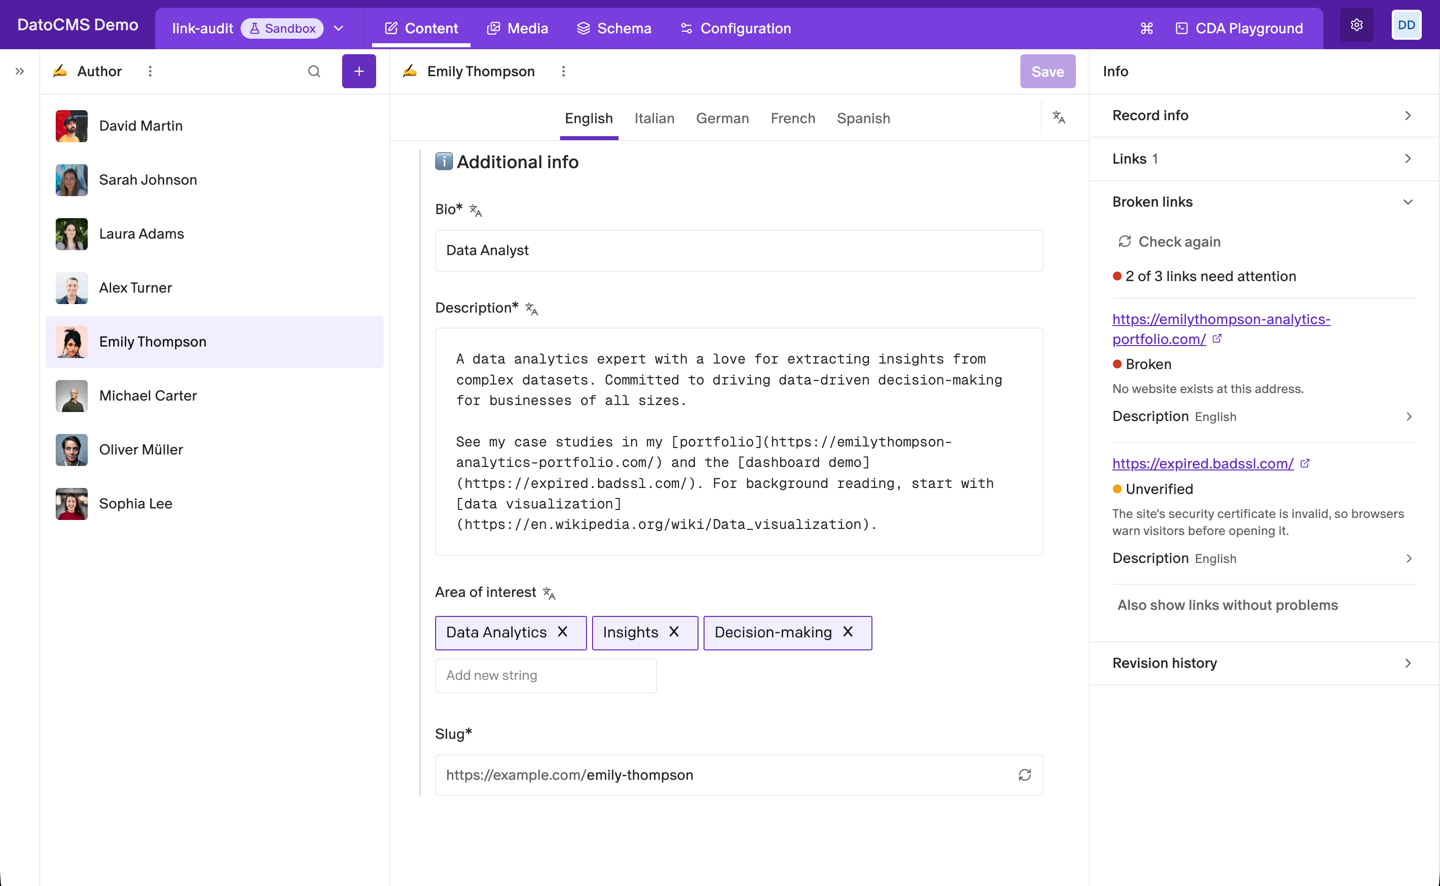 DatoCMS Demo
link-audit
Sandbox
Content
Media
Schema
Configuration
CDA Playground
DD
Author
David Martin
Sarah Johnson
Laura Adams
Alex Turner
Emily Thompson
Michael Carter
Oliver Müller
Sophia Lee
Emily Thompson
Save
English
Italian
German
French
Spanish
Additional info
Bio*
Data Analyst
Description*
A data analytics expert with a love for extracting insights from
complex datasets. Committed to driving data-driven decision-making
for businesses of all sizes.
See my case studies in my [portfolio](https://emilythompson-
analytics-portfolio.com/) and the [dashboard demo]
(https://expired.badssl.com/). For background reading, start with
[data visualization]
(https://en.wikipedia.org/wiki/Data_visualization).
Area of interest
Data Analytics
Insights
Decision-making
Add new string
Slug*
https://example.com/emily-thompson
Info
Record info
Links 1
Broken links
Check again
2 of 3 links need attention
https://emilythompson-analytics-
portfolio.com/
Broken
No website exists at this address.
Description English
https://expired.badssl.com/
Unverified
The site's security certificate is invalid, so browsers
warn visitors before opening it.
Description English
Also show links without problems
Revision history